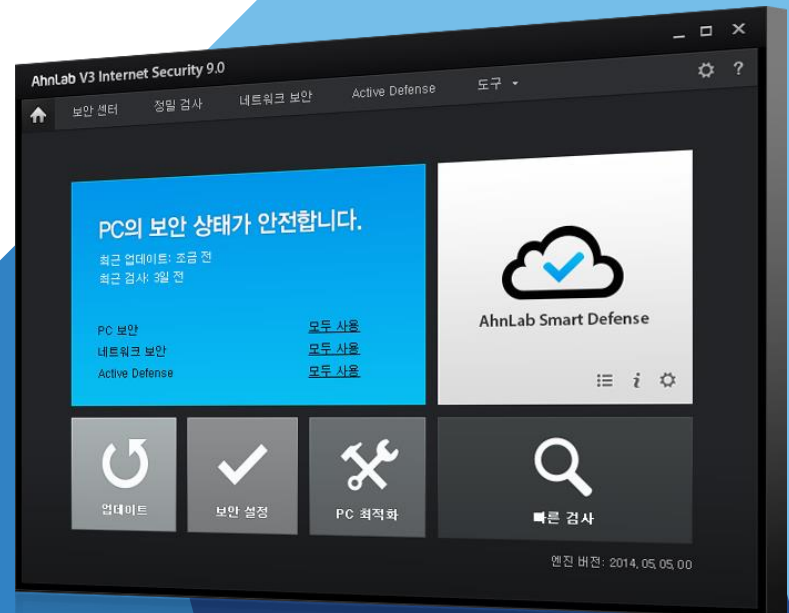 AhnLab V3 Internet Security 9.0
보안 센터 정밀 검사 네트워크 보안 Active Defense 도구
PC의 보안 상태가 안전합니다.
최근 업데이트: 조금 전
최근 검사: 3일 전
PC 보안 모두 사용
네트워크 보안 모두 사용
Active Defense 모두 사용
AhnLab Smart Defense
업데이트
보안 설정
PC 최적화
빠른 검사
엔진 버전: 2014, 05, 05, 00